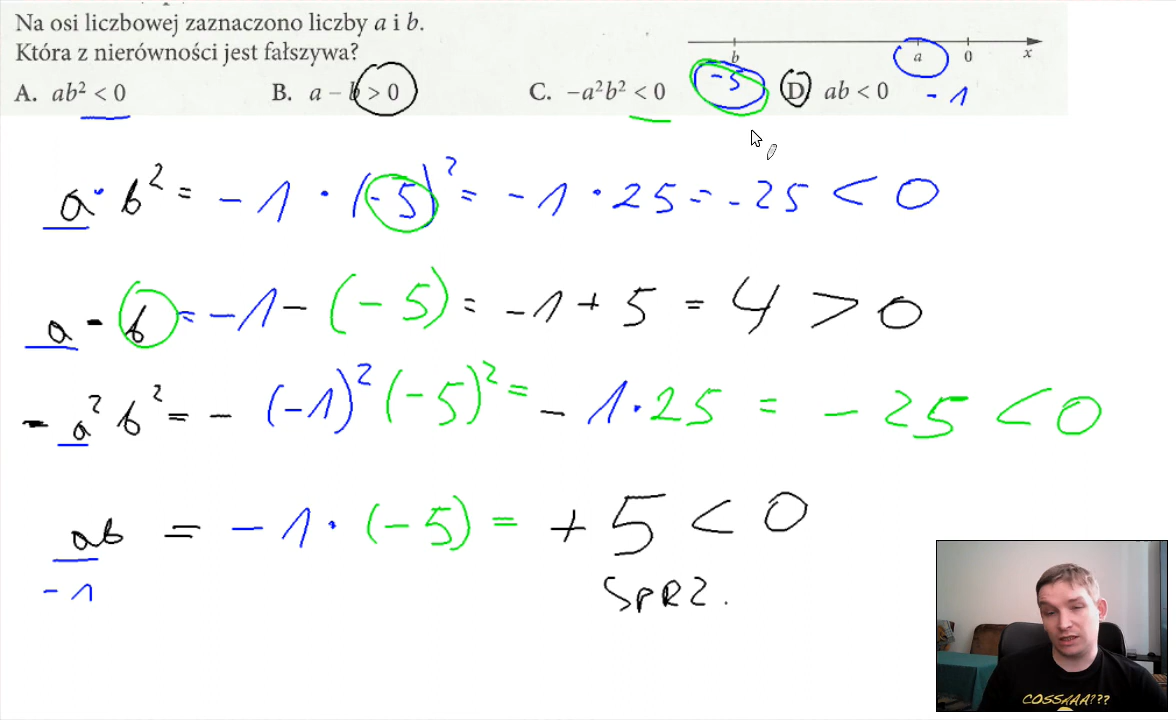 Na osi liczbowej zaznaczono liczby a i b.
Która z nierówności jest fałszywa?
b a 0 x
-5 -1
A. ab² < 0 B. a − b > 0 C. −a²b² < 0 D. ab < 0
a · b² = -1 · (-5)² = -1 · 25 = -25 < 0
a - b = -1 - (-5) = -1 + 5 = 4 > 0
- a² b² = - (-1)² (-5)² = - 1 · 25 = - 25 < 0
ab = -1 · (-5) = + 5 < 0
-1
SPRZ.
COSSAAA???